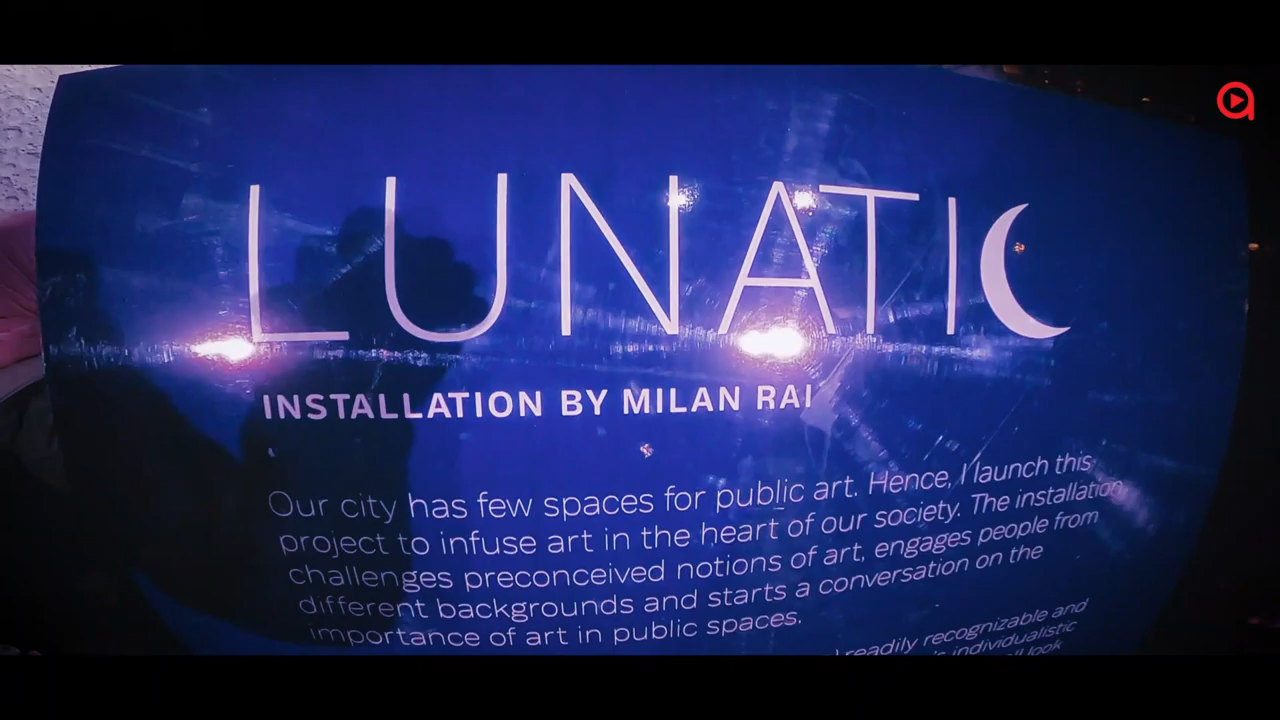 LUNATIC
INSTALLATION BY MILAN RAI
Our city has few spaces for public art. Hence, I launch this
project to infuse art in the heart of our society. The installation
challenges preconceived notions of art, engages people from
different backgrounds and starts a conversation on the
importance of art in public spaces.
readily recognizable and
individualistic
look